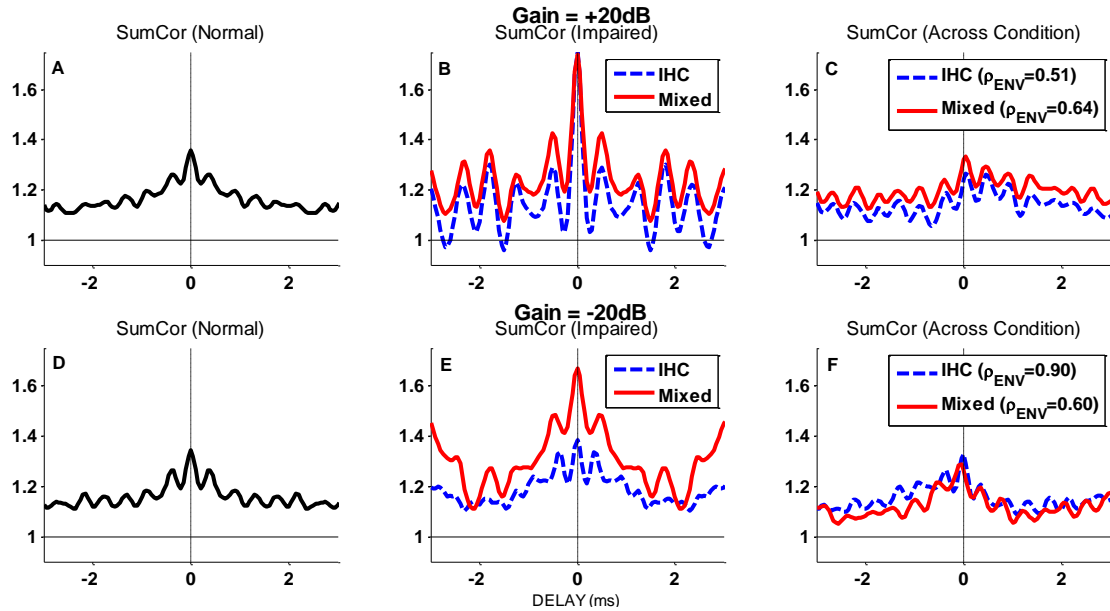 Gain = +20dB
SumCor (Normal)
SumCor (Impaired)
SumCor (Across Condition)
A
B
C
IHC
Mixed
IHC (ρENV=0.51)
Mixed (ρENV=0.64)
1.6
1.4
1.2
1
-2 0 2
1.6
1.4
1.2
1
-2 0 2
1.6
1.4
1.2
1
-2 0 2
Gain = -20dB
SumCor (Normal)
SumCor (Impaired)
SumCor (Across Condition)
D
E
F
IHC
Mixed
IHC (ρENV=0.90)
Mixed (ρENV=0.60)
1.6
1.4
1.2
1
-2 0 2
1.6
1.4
1.2
1
-2 0 2
1.6
1.4
1.2
1
-2 0 2
DELAY (ms)